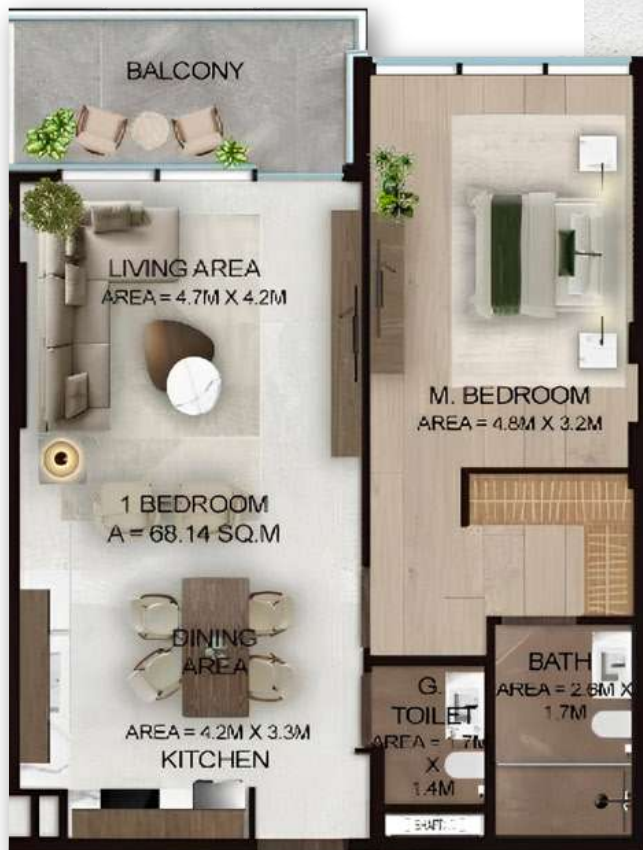 BALCONY
LIVING AREA
AREA = 4.7M X 4.2M
M. BEDROOM
AREA = 4.8M X 3.2M
1 BEDROOM
A = 68.14 SQ.M
DINING
AREA
AREA = 4.2M X 3.3M
KITCHEN
G.
TOILET
AREA = 1.7M
X
1.4M
BATH
AREA = 2.6M X
1.7M
SHAFT